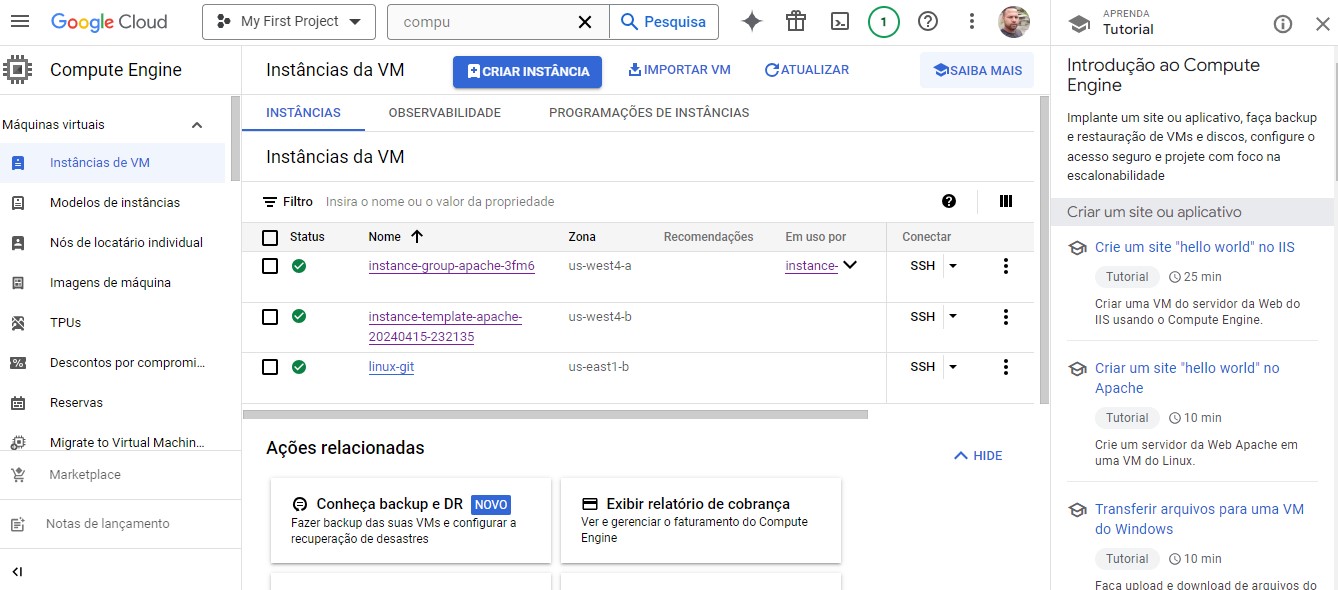 Google Cloud
My First Project
compu
Pesquisa
1
APRENDA
Tutorial
Compute Engine
Instâncias da VM
CRIAR INSTÂNCIA
IMPORTAR VM
ATUALIZAR
SAIBA MAIS
Máquinas virtuais
Instâncias de VM
Modelos de instâncias
Nós de locatário individual
Imagens de máquina
TPUs
Descontos por compromi...
Reservas
Migrate to Virtual Machin...
Marketplace
Notas de lançamento
INSTÂNCIAS
OBSERVABILIDADE
PROGRAMAÇÕES DE INSTÂNCIAS
Instâncias da VM
Filtro Insira o nome ou o valor da propriedade
Status Nome Zona Recomendações Em uso por Conectar
instance-group-apache-3fm6 us-west4-a instance- SSH
instance-template-apache- us-west4-b SSH
20240415-232135
linux-git us-east1-b SSH
Ações relacionadas
HIDE
Conheça backup e DR NOVO
Fazer backup das suas VMs e configurar a
recuperação de desastres
Exibir relatório de cobrança
Ver e gerenciar o faturamento do Compute
Engine
Introdução ao Compute
Engine
Implante um site ou aplicativo, faça backup
e restauração de VMs e discos, configure o
acesso seguro e projete com foco na
escalonabilidade
Criar um site ou aplicativo
Crie um site "hello world" no IIS
Tutorial 25 min
Criar uma VM do servidor da Web do
IIS usando o Compute Engine.
Criar um site "hello world" no
Apache
Tutorial 10 min
Crie um servidor da Web Apache em
uma VM do Linux.
Transferir arquivos para uma VM
do Windows
Tutorial 10 min
Faça upload e download de arquivos do